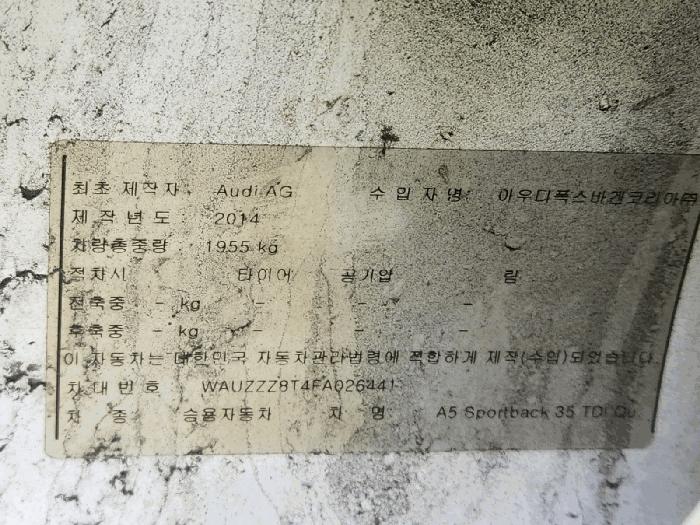 최초 제작자 : Audi AG 수 입 자 명: 아우디폭스바겐코리아㈜
제 작 년 도 : 2014
차량총중량 : 1955 kg
적차시 타이어 공기압 림
전축중 - kg - - -
후축중 - kg - - -
이 자동차는 대한민국 자동차관리법령에 적합하게 제작(수입)되었습니다.
차 대 번 호 : WAUZZZ8T4FA026441
차 종 승용자동차 차 명: A5 Sportback 35 TDI Qu.